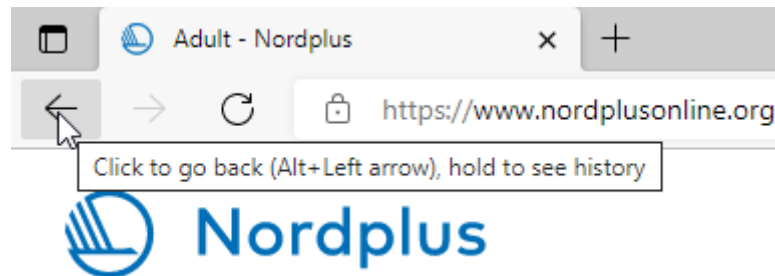 Adult - Nordplus
https://www.nordplusonline.org
Click to go back (Alt+Left arrow), hold to see history
Nordplus